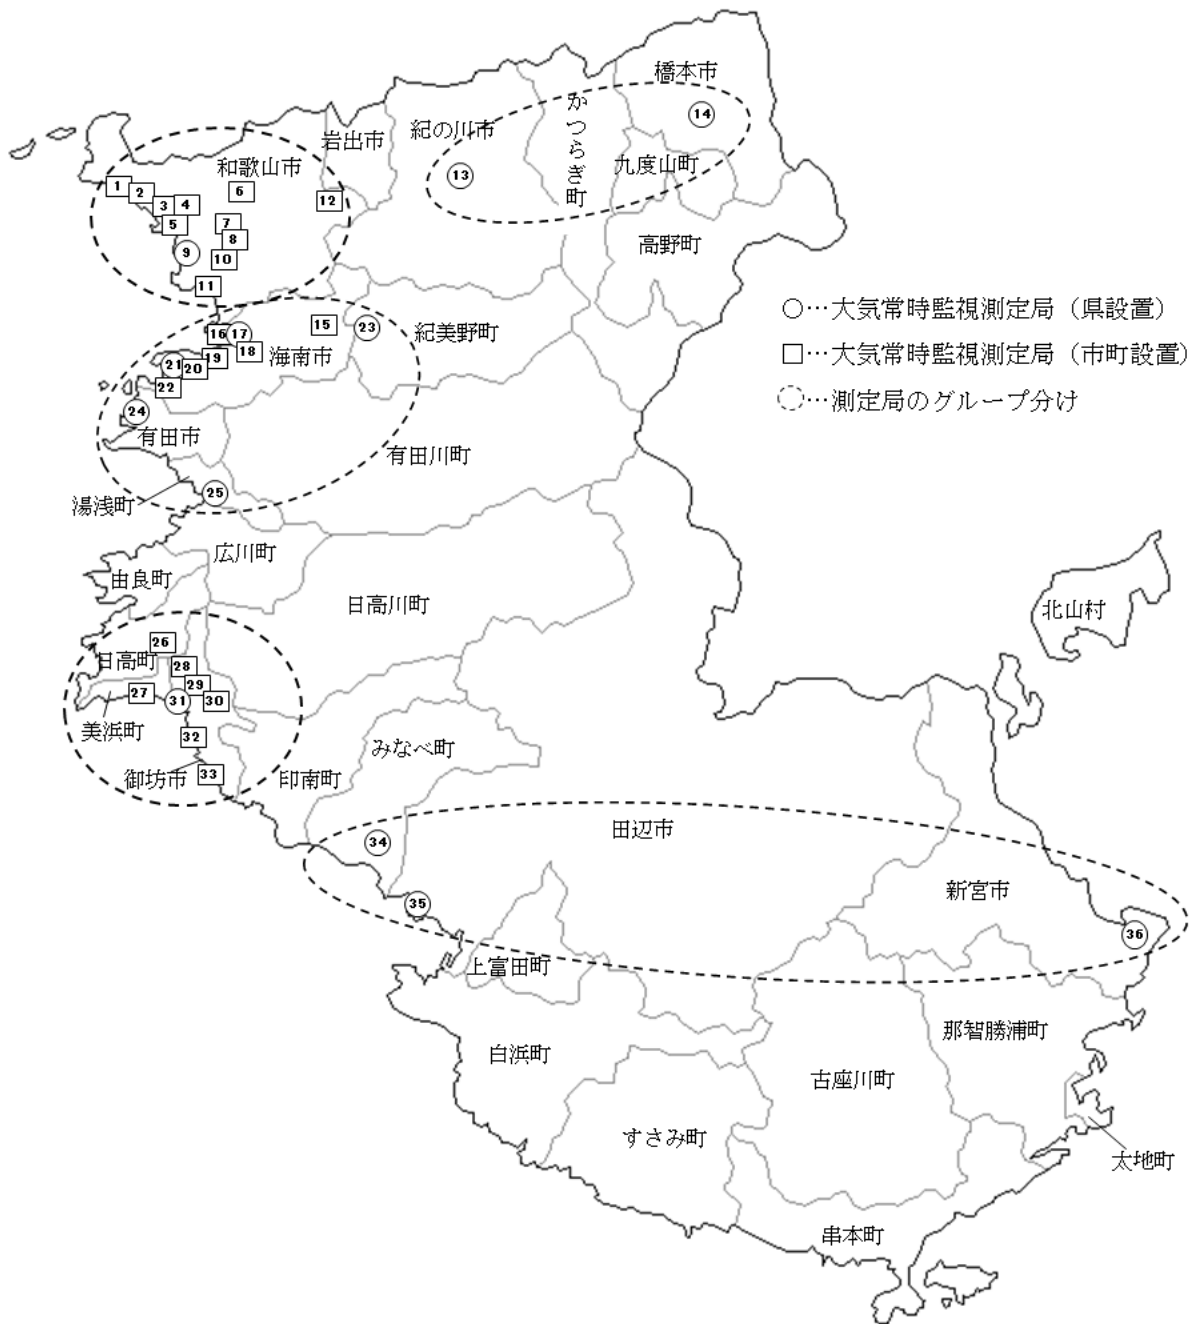 橋本市
14
かつらぎ町
紀の川市
岩出市
和歌山市
九度山町
13
1
2
3
4
5
6
7
8
9
10
11
12
高野町
○…大気常時監視測定局（県設置）
□…大気常時監視測定局（市町設置）
…測定局のグループ分け
15
16
17
18
19
20
21
22
23
24
25
紀美野町
海南市
有田市
有田川町
湯浅町
広川町
由良町
日高川町
北山村
26
日高町
28
27
29
30
31
美浜町
32
御坊市
33
印南町
みなべ町
34
田辺市
35
新宮市
36
上富田町
那智勝浦町
白浜町
古座川町
すさみ町
太地町
串本町